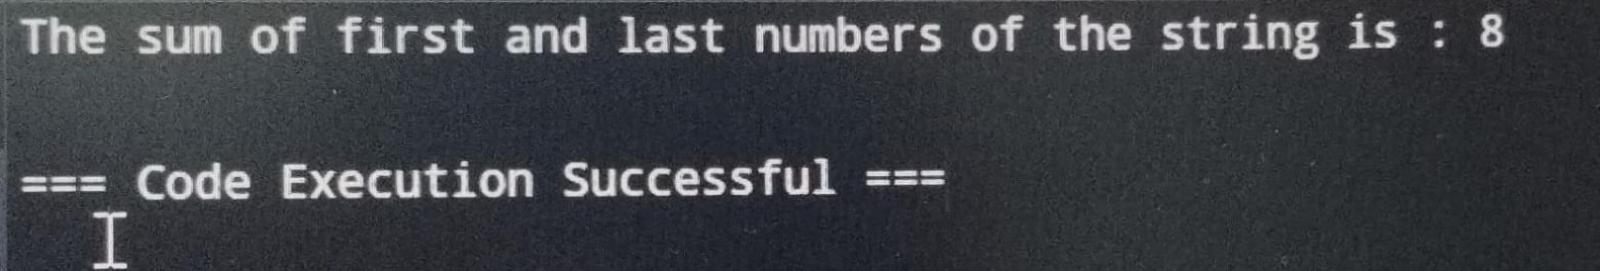 The sum of first and last numbers of the string is : 8
=== Code Execution Successful ===